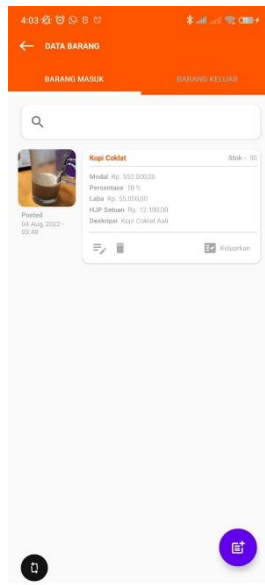 4:03
DATA BARANG
BARANG MASUK
BARANG KELUAR
Kopi Coklat
Stok - 50
Modal Rp. 550.000,00
Persentase 10 %
Laba Rp. 55.000,00
HJP Satuan Rp. 12.100,00
Deskripsi Kopi Coklat Asli
Posted
04 Aug, 2022 -
03:48
Keluarkan